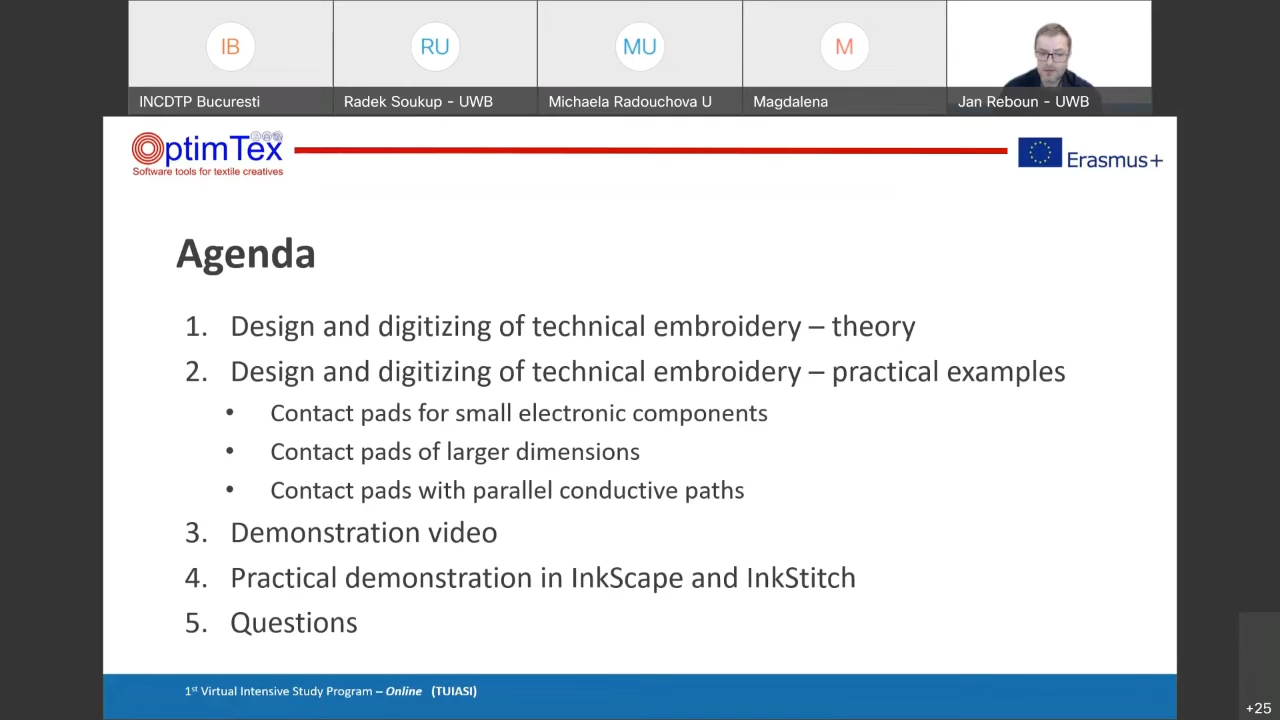 IB
RU
MU
M
INCDTP Bucuresti
Radek Soukup - UWB
Michaela Radouchova U
Magdalena
Jan Reboun - UWB
OptimTex
Software tools for textile creatives
Erasmus+
Agenda
1. Design and digitizing of technical embroidery – theory
2. Design and digitizing of technical embroidery – practical examples
• Contact pads for small electronic components
• Contact pads of larger dimensions
• Contact pads with parallel conductive paths
3. Demonstration video
4. Practical demonstration in InkScape and InkStitch
5. Questions
1st Virtual Intensive Study Program – Online (TUIASI)
+25